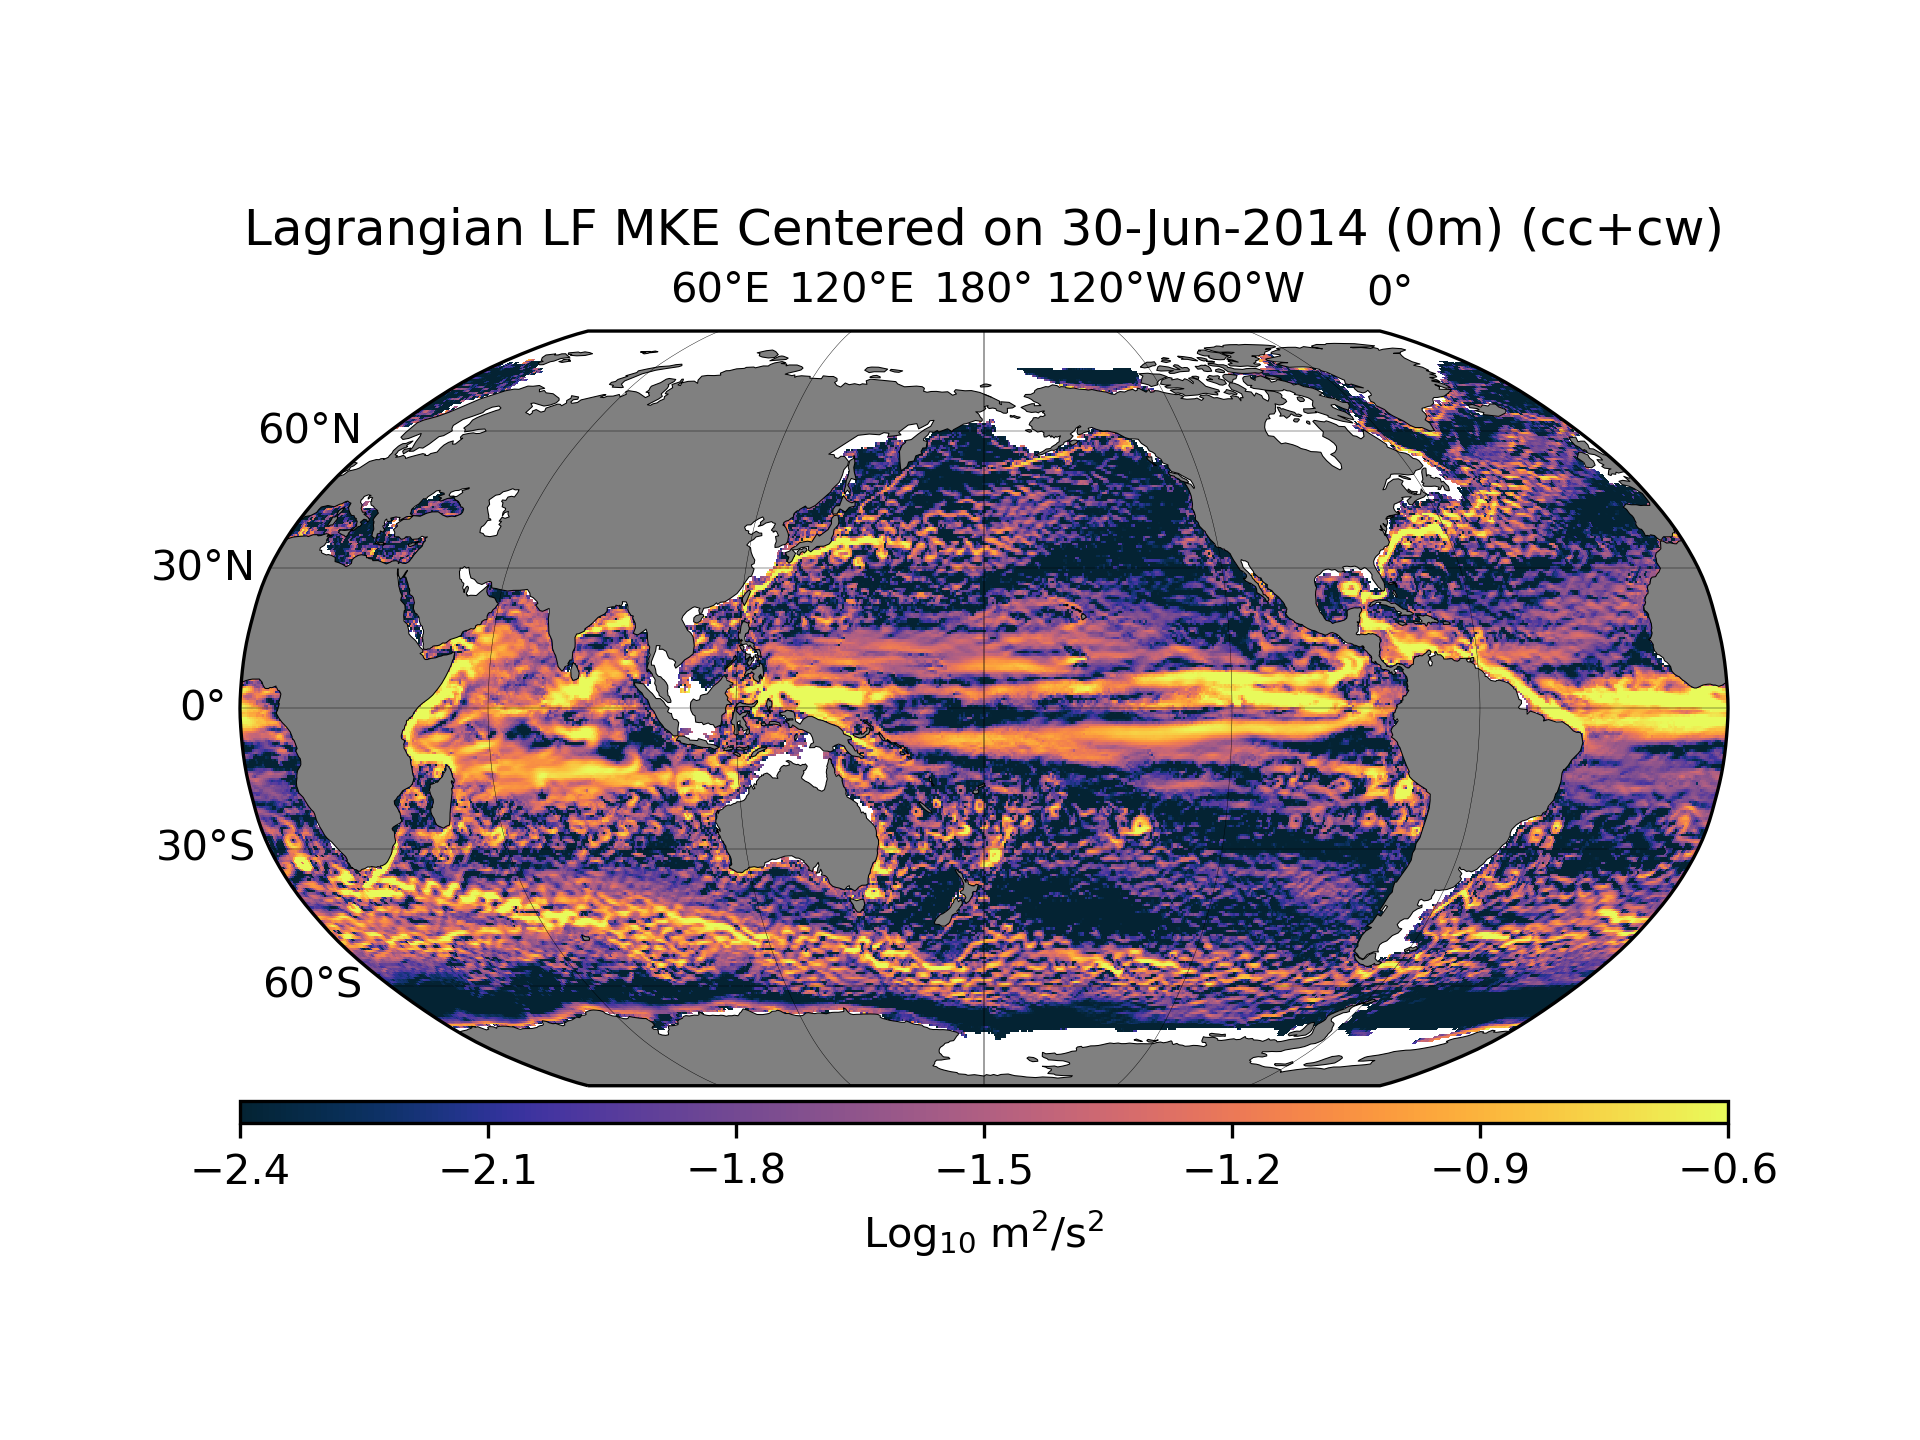 Lagrangian LF MKE Centered on 30-Jun-2014 (0m) (cc+cw)
60°E 120°E 180° 120°W 60°W 0°
60°N
30°N
0°
30°S
60°S
−2.4 −2.1 −1.8 −1.5 −1.2 −0.9 −0.6
Log₁₀ m²/s²